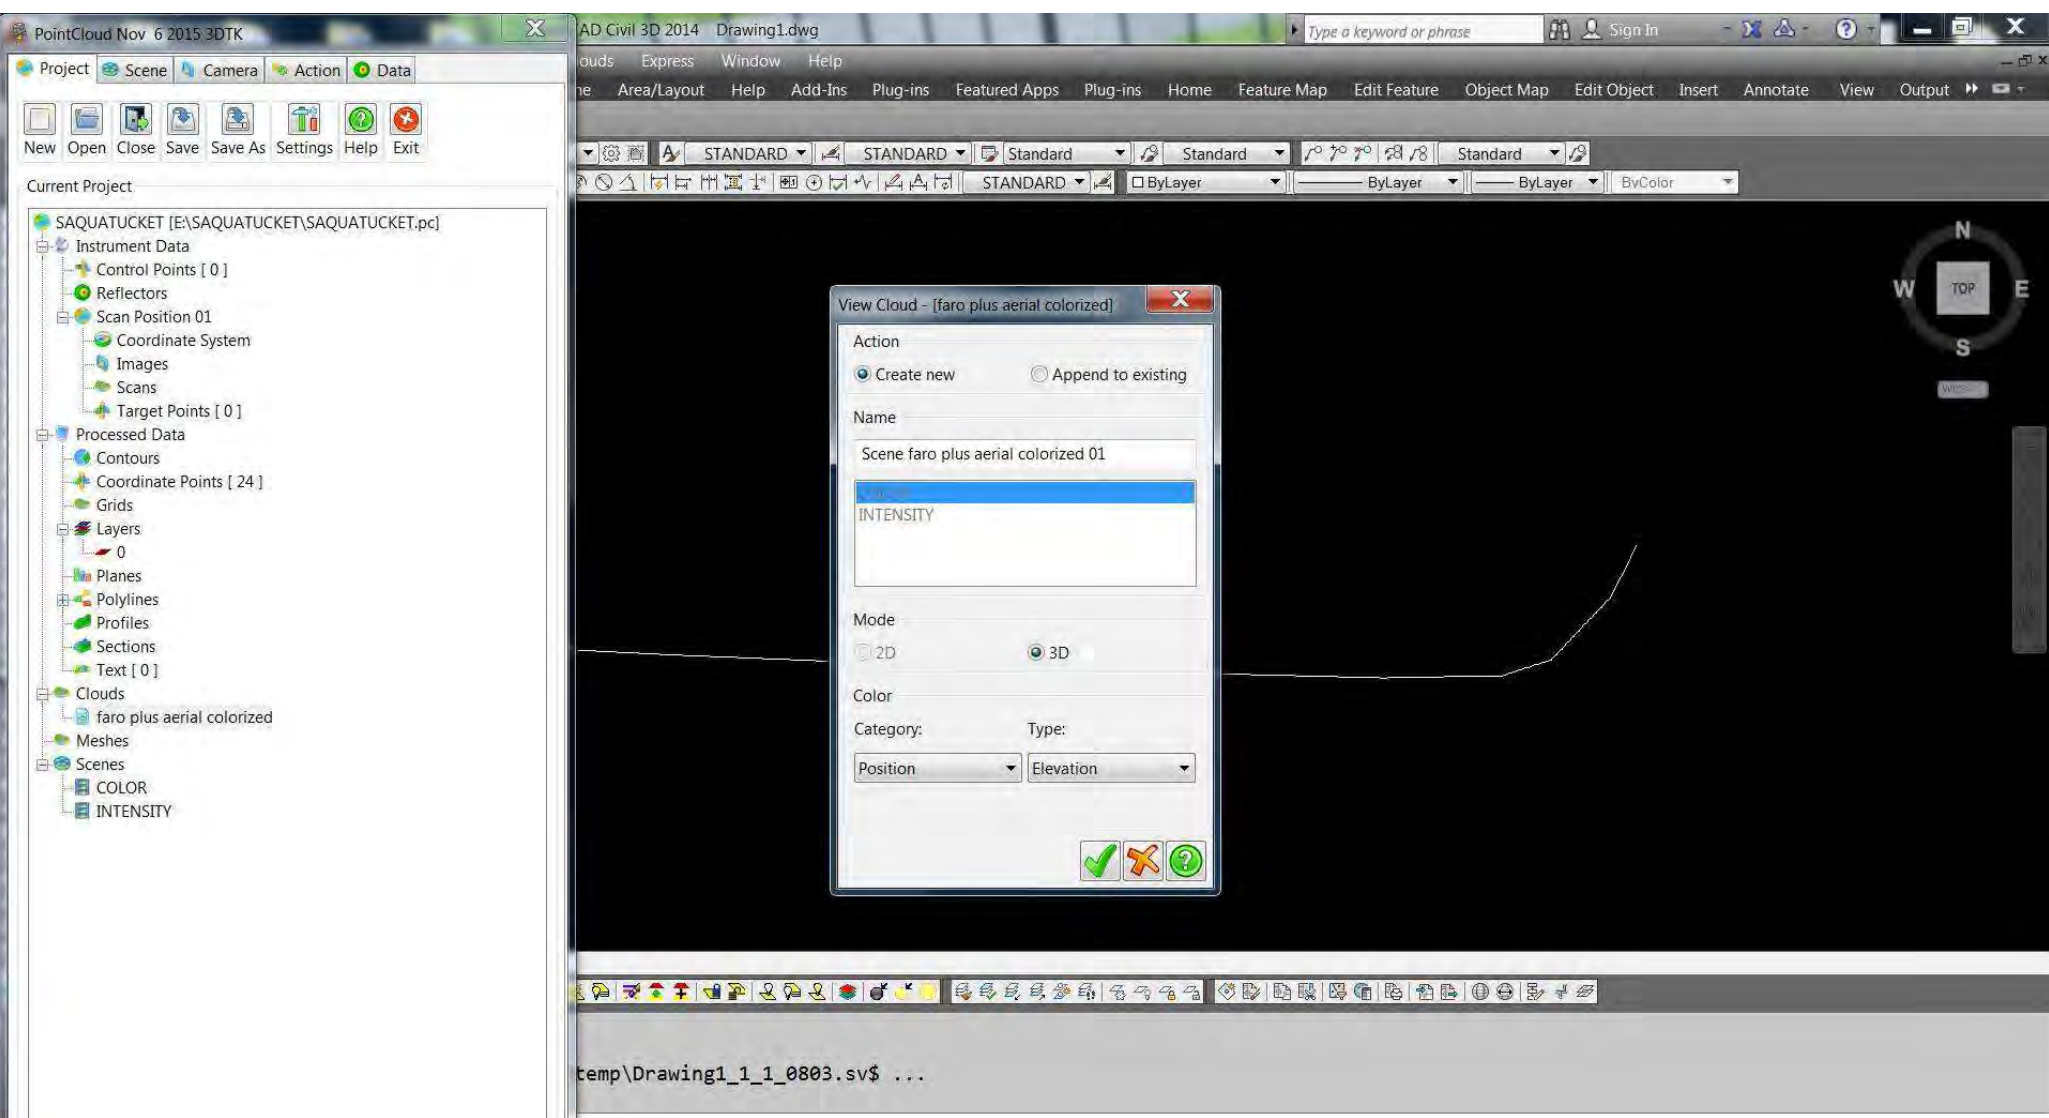 PointCloud Nov 6 2015 3DTK
Project Scene Camera Action Data
New Open Close Save Save As Settings Help Exit
Current Project
SAQUATUCKET [E:\SAQUATUCKET\SAQUATUCKET.pc]
Instrument Data
Control Points [ 0 ]
Reflectors
Scan Position 01
Coordinate System
Images
Scans
Target Points [ 0 ]
Processed Data
Contours
Coordinate Points [ 24 ]
Grids
Layers
0
Planes
Polylines
Profiles
Sections
Text [ 0 ]
Clouds
faro plus aerial colorized
Meshes
Scenes
COLOR
INTENSITY
AD Civil 3D 2014 Drawing1.dwg Type a keyword or phrase Sign In
ouds Express Window Help
ne Area/Layout Help Add-Ins Plug-ins Featured Apps Plug-ins Home Feature Map Edit Feature Object Map Edit Object Insert Annotate View Output
STANDARD STANDARD Standard Standard Standard
STANDARD ByLayer ByLayer ByLayer ByColor
N
W TOP E
S
View Cloud - [faro plus aerial colorized]
Action
Create new Append to existing
Name
Scene faro plus aerial colorized 01
INTENSITY
Mode
2D 3D
Color
Category: Type:
Position Elevation
temp\Drawing1_1_1_0803.sv$ ...